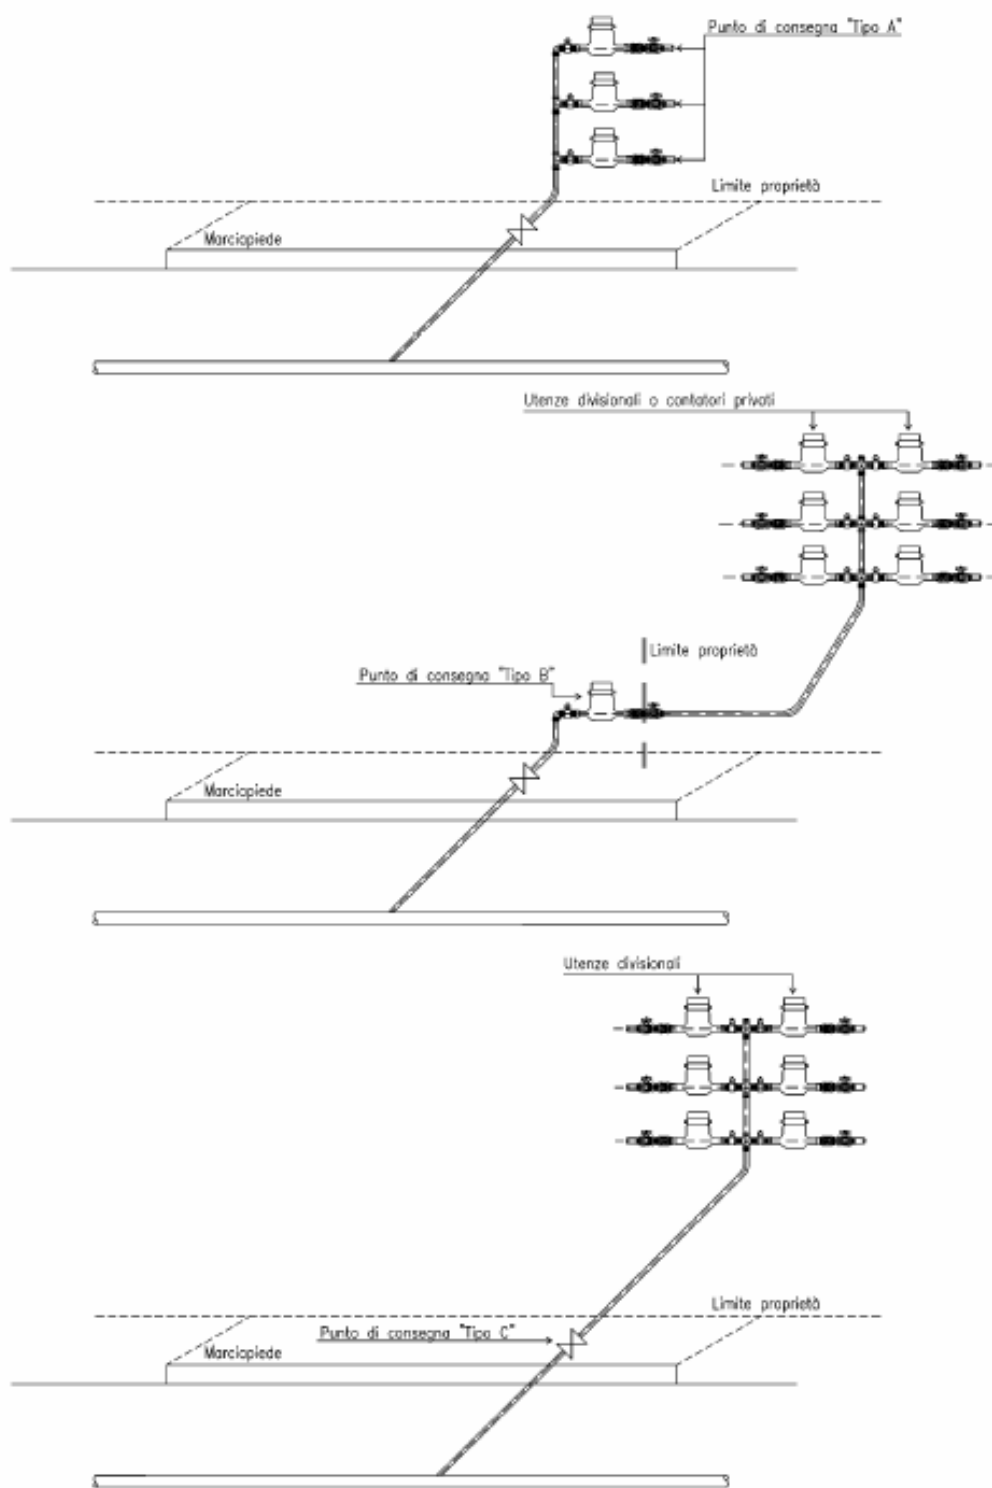 Punto di consegna "Tipo A"
Limite proprietà
Marciapiede
Utenze divisionali o contatori privati
Limite proprietà
Punto di consegna "Tipo B"
Marciapiede
Utenze divisionali
Limite proprietà
Punto di consegna "Tipo C"
Marciapiede